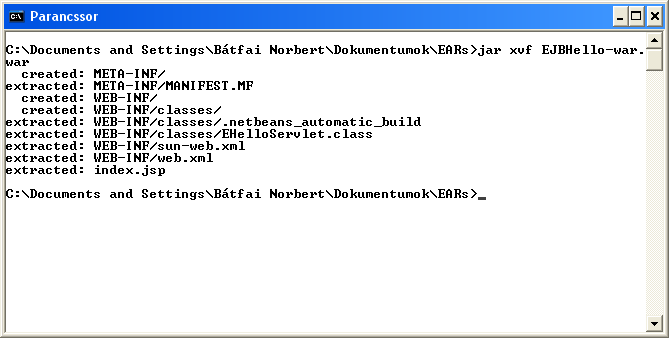 Parancssor
C:\Documents and Settings\Bátfai Norbert\Dokumentumok\EARs>jar xvf EJBHello-war.
war
  created: META-INF/
extracted: META-INF/MANIFEST.MF
  created: WEB-INF/
  created: WEB-INF/classes/
extracted: WEB-INF/classes/.netbeans_automatic_build
extracted: WEB-INF/classes/EHelloServlet.class
extracted: WEB-INF/sun-web.xml
extracted: WEB-INF/web.xml
extracted: index.jsp
C:\Documents and Settings\Bátfai Norbert\Dokumentumok\EARs>_